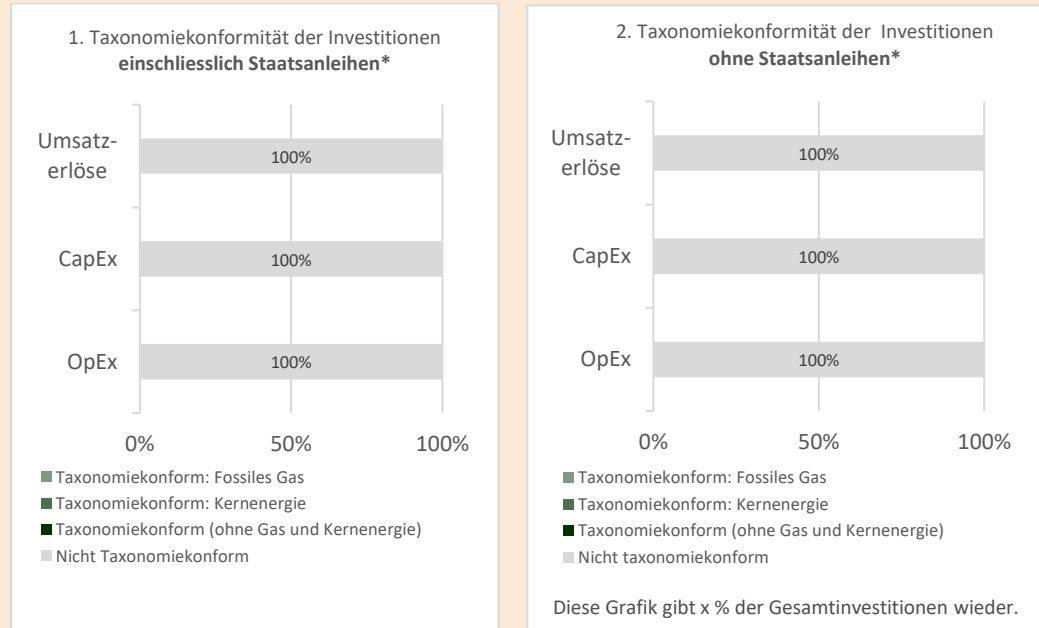 1. Taxonomiekonformität der Investitionen
einschliesslich Staatsanleihen*
Umsatz-
erlöse
100%
CapEx
100%
OpEx
100%
0%
50%
100%
Taxonomiekonform: Fossiles Gas
Taxonomiekonform: Kernenergie
Taxonomiekonform (ohne Gas und Kernenergie)
Nicht Taxonomiekonform
2. Taxonomiekonformität der Investitionen
ohne Staatsanleihen*
Umsatz-
erlöse
100%
CapEx
100%
OpEx
100%
0%
50%
100%
Taxonomiekonform: Fossiles Gas
Taxonomiekonform: Kernenergie
Taxonomiekonform (ohne Gas und Kernenergie)
Nicht taxonomiekonform
Diese Grafik gibt x % der Gesamtinvestitionen wieder.